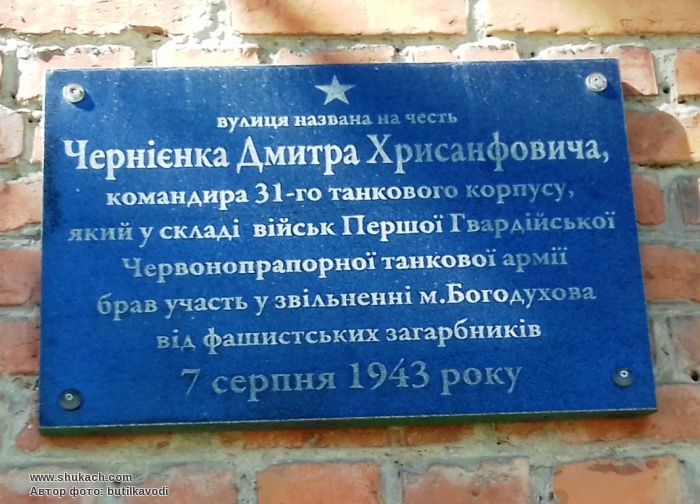 вулиця названа на честь
Чернієнка Дмитра Хрисанфовича,
командира 31-го танкового корпусу,
який у складі військ Першої Гвардійської
Червонопрапорної танкової армії
брав участь у звільненні м.Богодухова
від фашистських загарбників
7 серпня 1943 року
www.shukach.com
Автор фото: butilkavodi